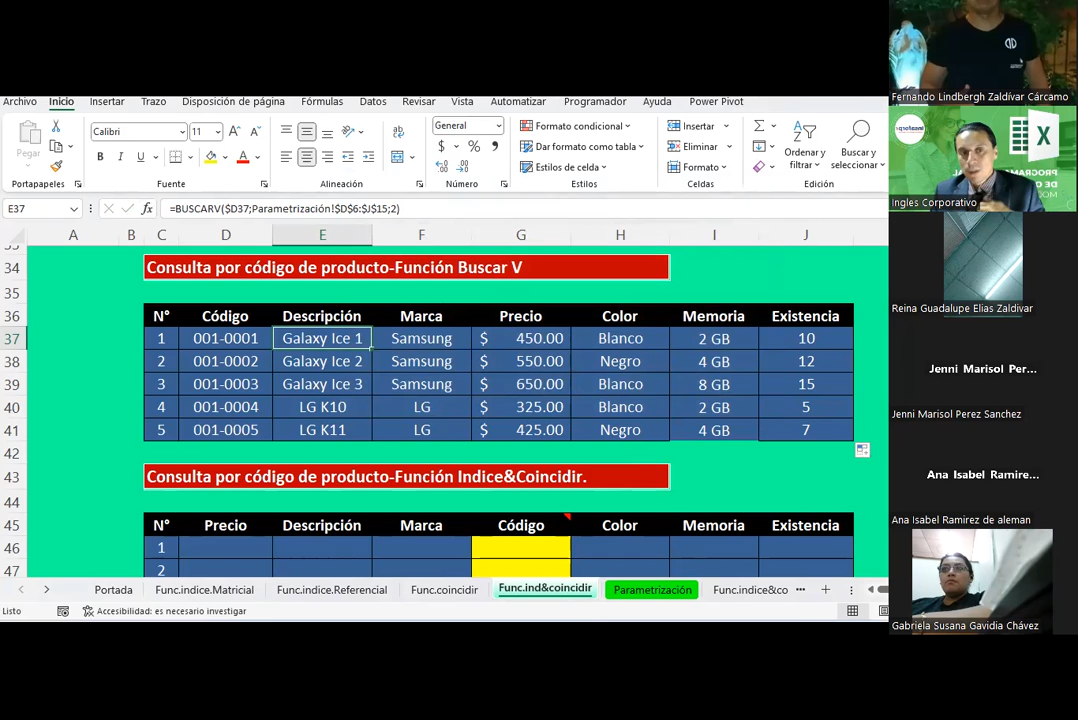 Archivo Inicio Insertar Trazo Disposición de página Fórmulas Datos Revisar Vista Automatizar Programador Ayuda Power Pivot
Pegar
Calibri 11
General
Formato condicional
Dar formato como tabla
Estilos de celda
Insertar
Eliminar
Formato
Ordenar y filtrar
Buscar y seleccionar
Portapapeles Fuente Alineación Número Estilos Celdas Edición
E37 fx =BUSCARV($D37;Parametrización!$D$6:$J$15;2)
A B C D E F G H I J
34 Consulta por código de producto-Función Buscar V
35
36 N° Código Descripción Marca Precio Color Memoria Existencia
37 1 001-0001 Galaxy Ice 1 Samsung $ 450.00 Blanco 2 GB 10
38 2 001-0002 Galaxy Ice 2 Samsung $ 550.00 Negro 4 GB 12
39 3 001-0003 Galaxy Ice 3 Samsung $ 650.00 Blanco 8 GB 15
40 4 001-0004 LG K10 LG $ 325.00 Blanco 2 GB 5
41 5 001-0005 LG K11 LG $ 425.00 Negro 4 GB 7
42
43 Consulta por código de producto-Función Indice&Coincidir.
44
45 N° Precio Descripción Marca Código Color Memoria Existencia
46 1
47 2
Portada Func.indice.Matricial Func.indice.Referencial Func.coincidir Func.ind&coincidir Parametrización Func.indice&co
Listo Accesibilidad: es necesario investigar
Fernando Lindbergh Zaldívar Cárcamo
Ingles Corporativo
Reina Guadalupe Elias Zaldivar
Jenni Marisol Per...
Jenni Marisol Perez Sanchez
Ana Isabel Ramire...
Ana Isabel Ramirez de aleman
Gabriela Susana Gavidia Chávez